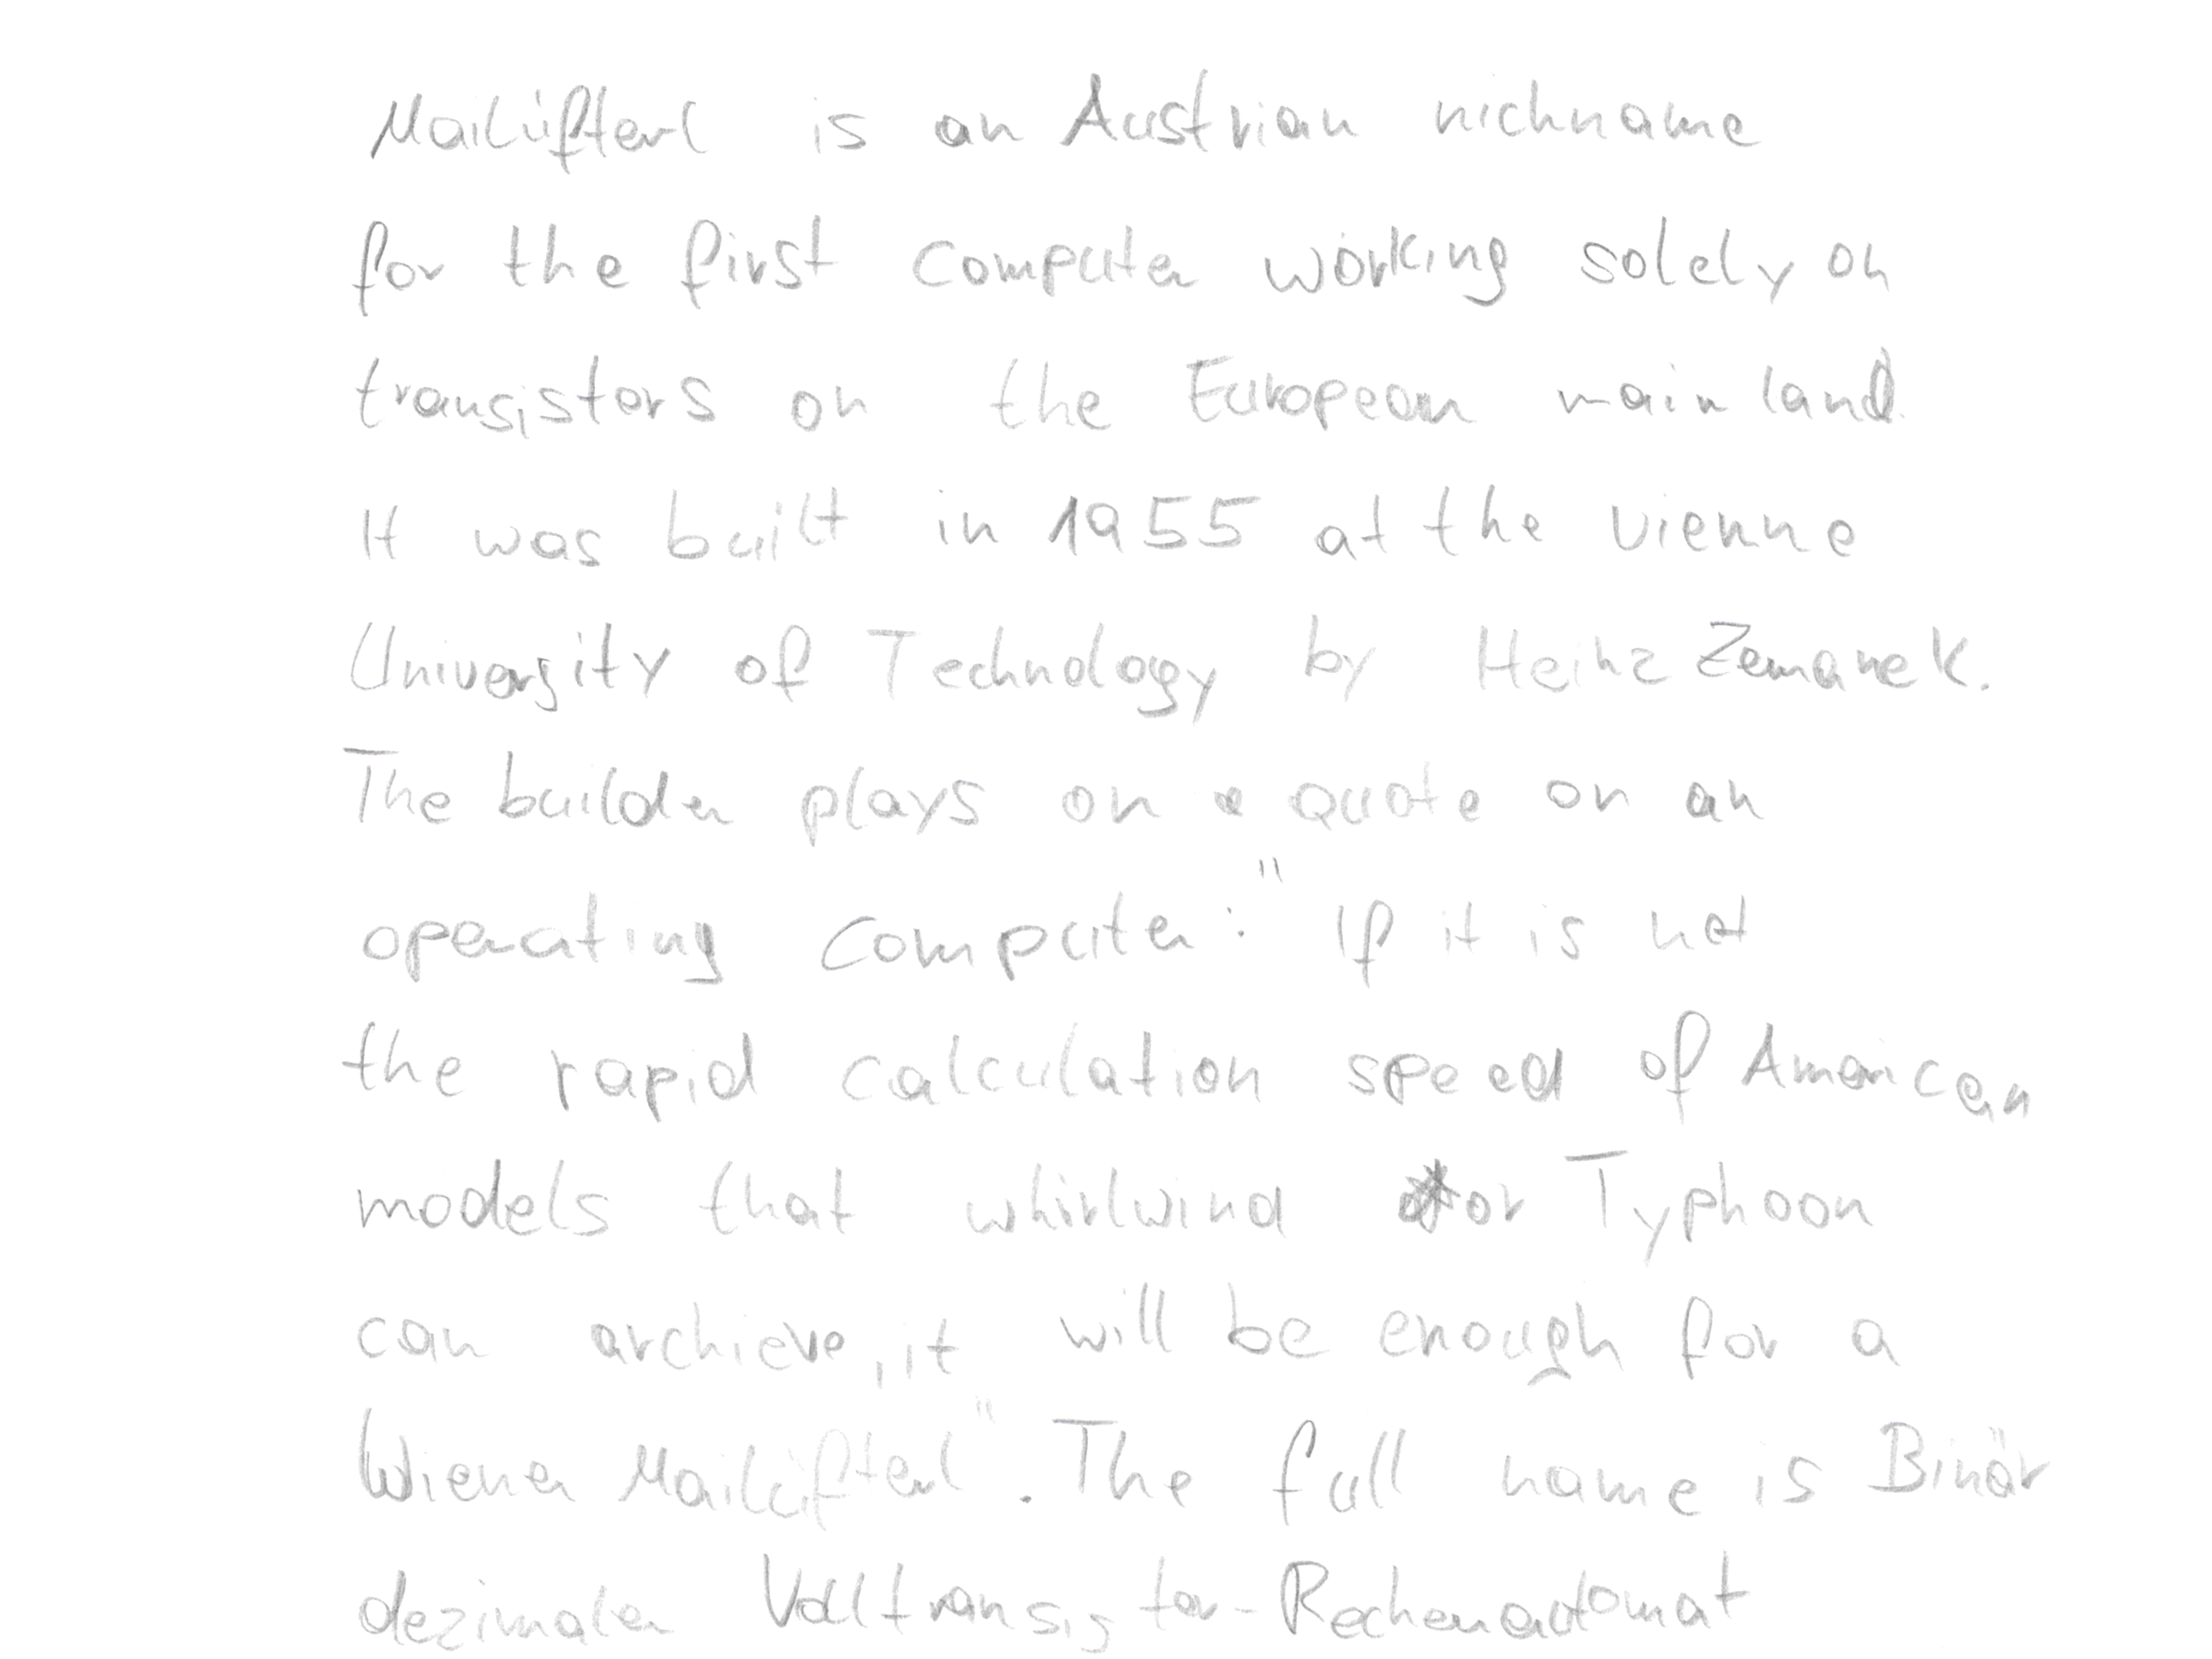 Mailüfterl is an Austrian nichname
for the first computer working solely on
transistors on the European mainland.
It was built in 1955 at the Vienne
University of Technology by Heinz Zemanek.
The builder plays on a quote on an
operating computer: "If it is not
the rapid calculation speed of American
models that whirlwind or Typhoon
can archieve, it will be enough for a
Wiener Mailüfterl". The full name is Binär
dezimaler Volltransistor-Rechenautomat